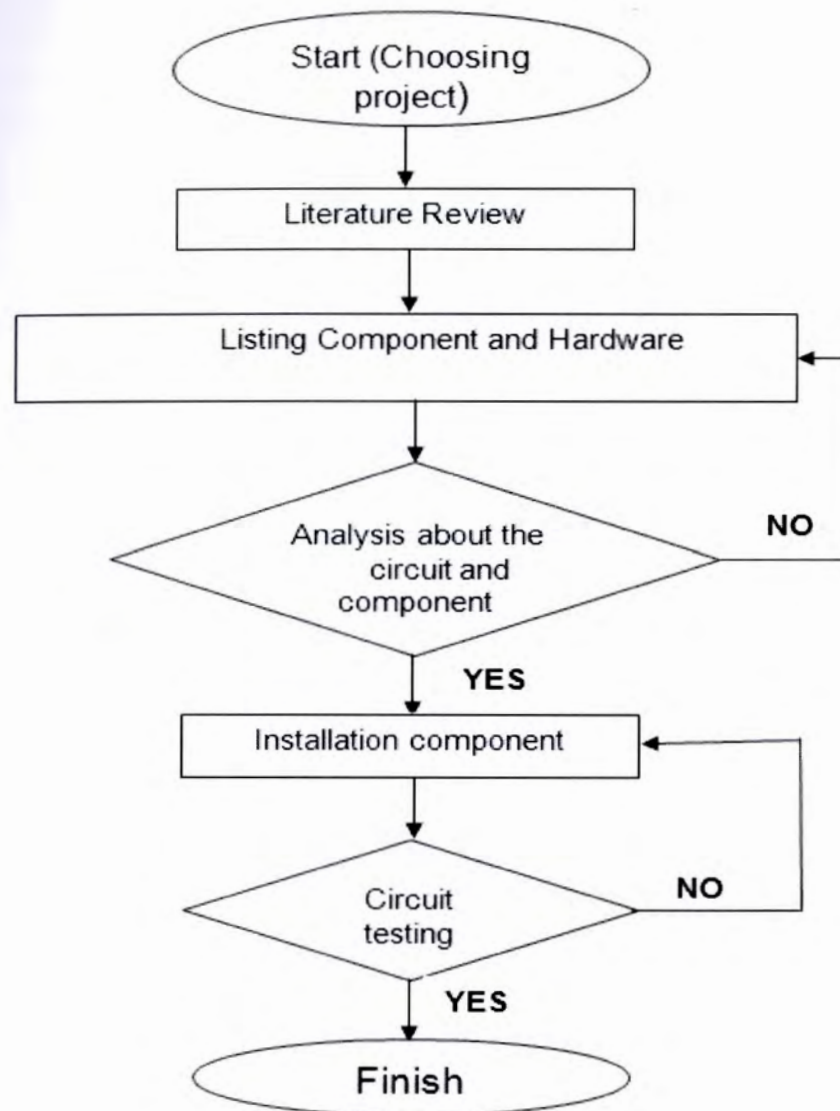 Start (Choosing
project)
Literature Review
Listing Component and Hardware
Analysis about the
circuit and
component
NO
YES
Installation component
Circuit
testing
NO
YES
Finish